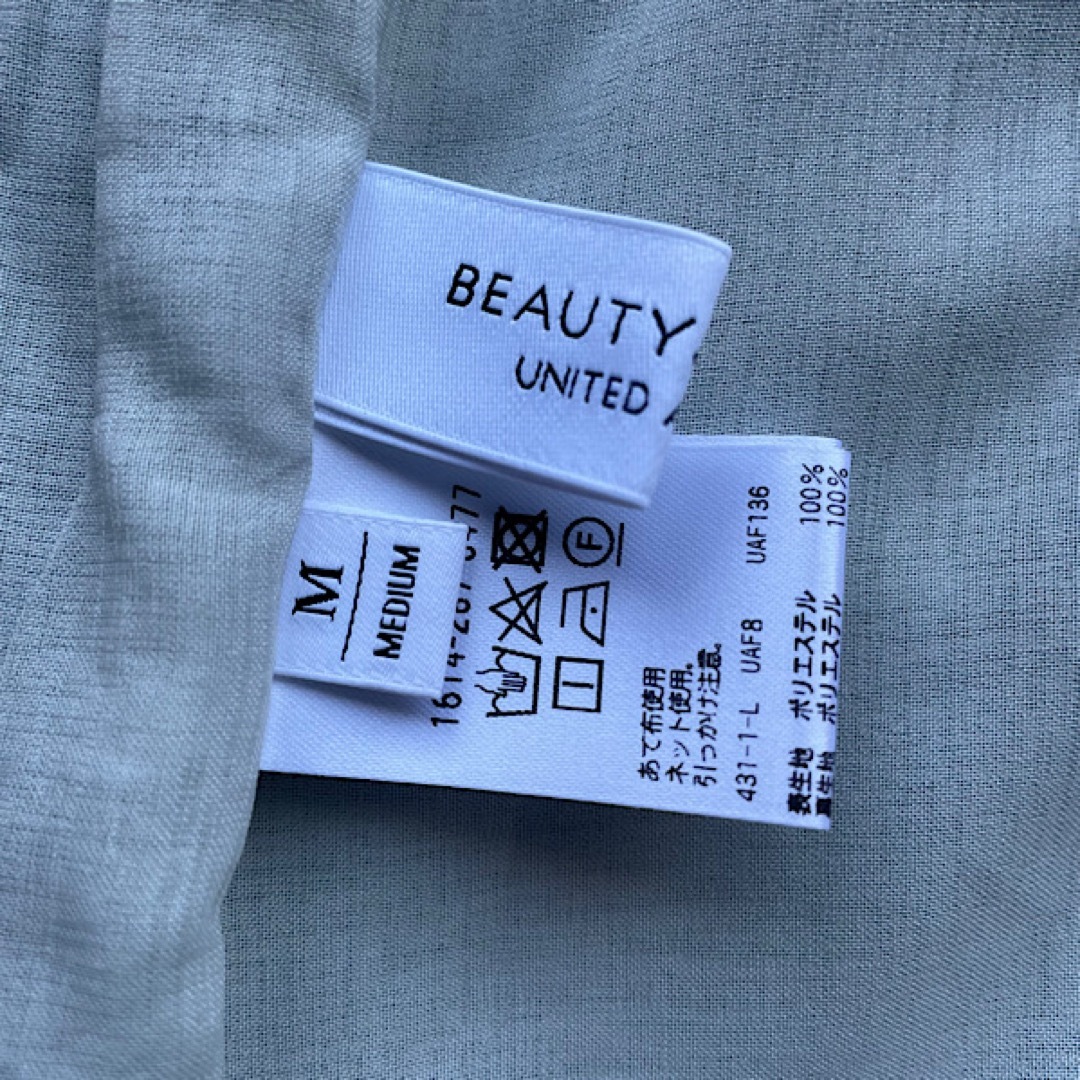 BEAUTY
UNITED
M
MEDIUM
F
あて布使用
ネット使用。
引っかけ注意。
431-1-L UAF8 UAF136
表生地 ポリエステル 100%
裏生地 ポリエステル 100%